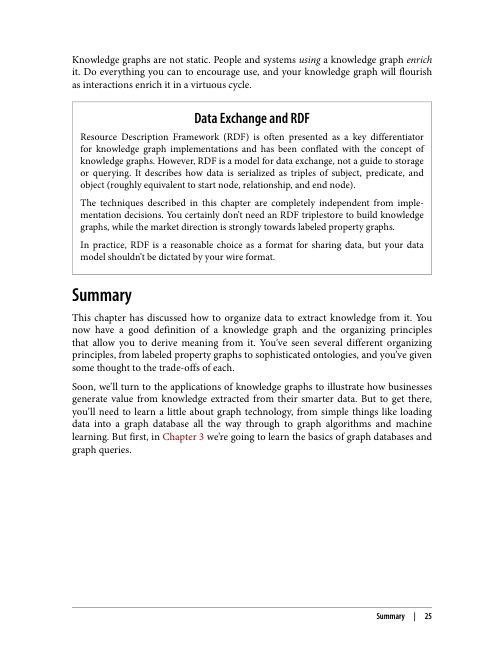 Knowledge graphs are not static. People and systems using a knowledge graph enrich
it. Do everything you can to encourage use, and your knowledge graph will flourish
as interactions enrich it in a virtuous cycle.
Data Exchange and RDF
Resource Description Framework (RDF) is often presented as a key differentiator
for knowledge graph implementations and has been conflated with the concept of
knowledge graphs. However, RDF is a model for data exchange, not a guide to storage
or querying. It describes how data is serialized as triples of subject, predicate, and
object (roughly equivalent to start node, relationship, and end node).
The techniques described in this chapter are completely independent from imple-
mentation decisions. You certainly don't need an RDF triplestore to build knowledge
graphs, while the market direction is strongly towards labeled property graphs.
In practice, RDF is a reasonable choice as a format for sharing data, but your data
model shouldn't be dictated by your wire format.
Summary
This chapter has discussed how to organize data to extract knowledge from it. You
now have a good definition of a knowledge graph and the organizing principles
that allow you to derive meaning from it. You've seen several different organizing
principles, from labeled property graphs to sophisticated ontologies, and you've given
some thought to the trade-offs of each.
Soon, we'll turn to the applications of knowledge graphs to illustrate how businesses
generate value from knowledge extracted from their smarter data. But to get there,
you'll need to learn a little about graph technology, from simple things like loading
data into a graph database all the way through to graph algorithms and machine
learning. But first, in Chapter 3 we're going to learn the basics of graph databases and
graph queries.
Summary | 25